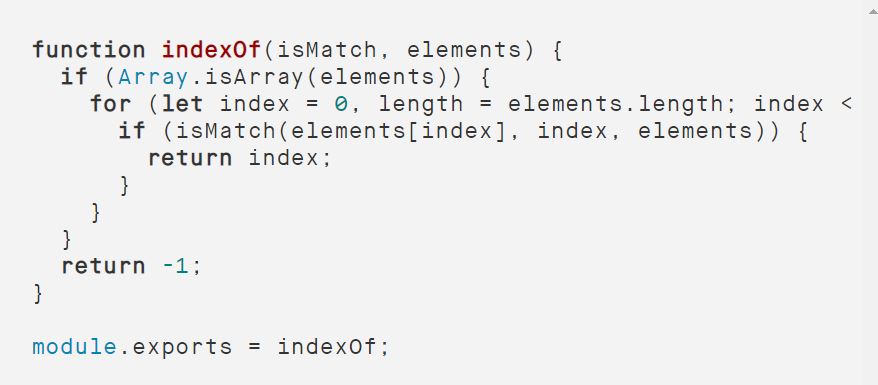 function indexOf(isMatch, elements) {
  if (Array.isArray(elements)) {
    for (let index = 0, length = elements.length; index <
      if (isMatch(elements[index], index, elements)) {
        return index;
      }
    }
  }
  return -1;
}
module.exports = indexOf;